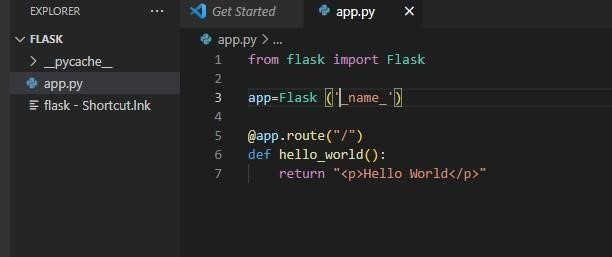 EXPLORER
Get Started
app.py
FLASK
__pycache__
app.py
flask - Shortcut.lnk
app.py > ...
1 from flask import Flask
2
3 app=Flask ('_name_')
4
5 @app.route("/")
6 def hello_world():
7     return "<p>Hello World</p>"